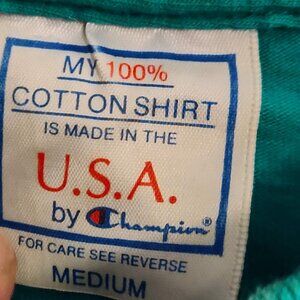 MY 100%
COTTON SHIRT
IS MADE IN THE
U.S.A.
by Champion®
FOR CARE SEE REVERSE
MEDIUM